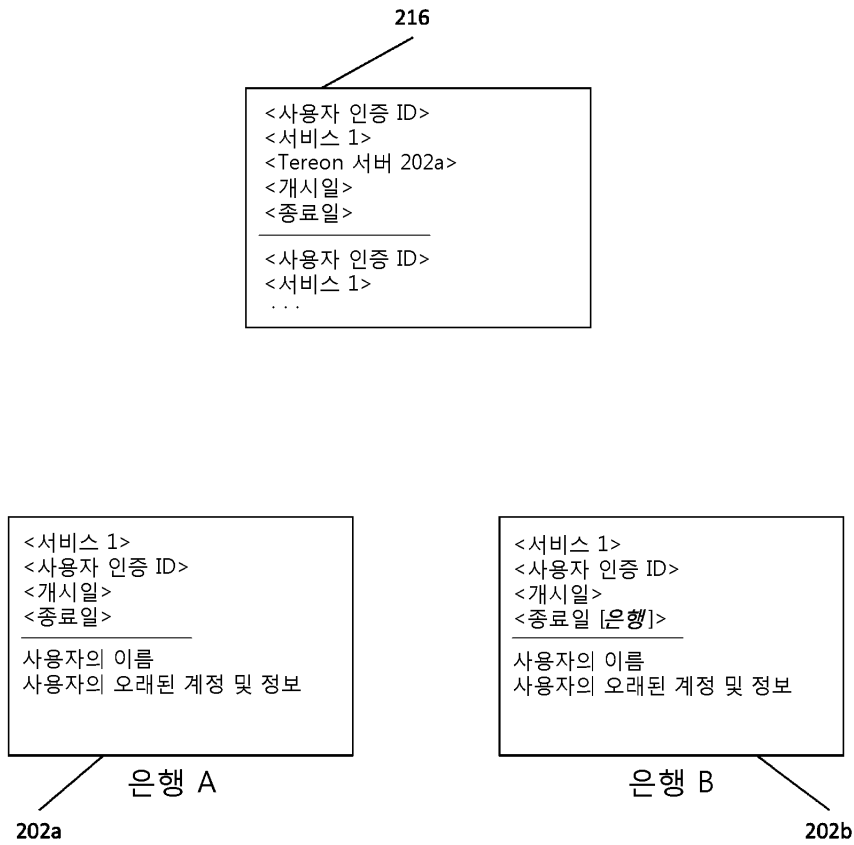 216
<사용자 인증 ID>
<서비스 1>
<Tereon 서버 202a>
<개시일>
<종료일>
<사용자 인증 ID>
<서비스 1>
...
<서비스 1>
<사용자 인증 ID>
<개시일>
<종료일>
사용자의 이름
사용자의 오래된 계정 및 정보
은행 A
202a
<서비스 1>
<사용자 인증 ID>
<개시일>
<종료일 [은행]>
사용자의 이름
사용자의 오래된 계정 및 정보
은행 B
202b